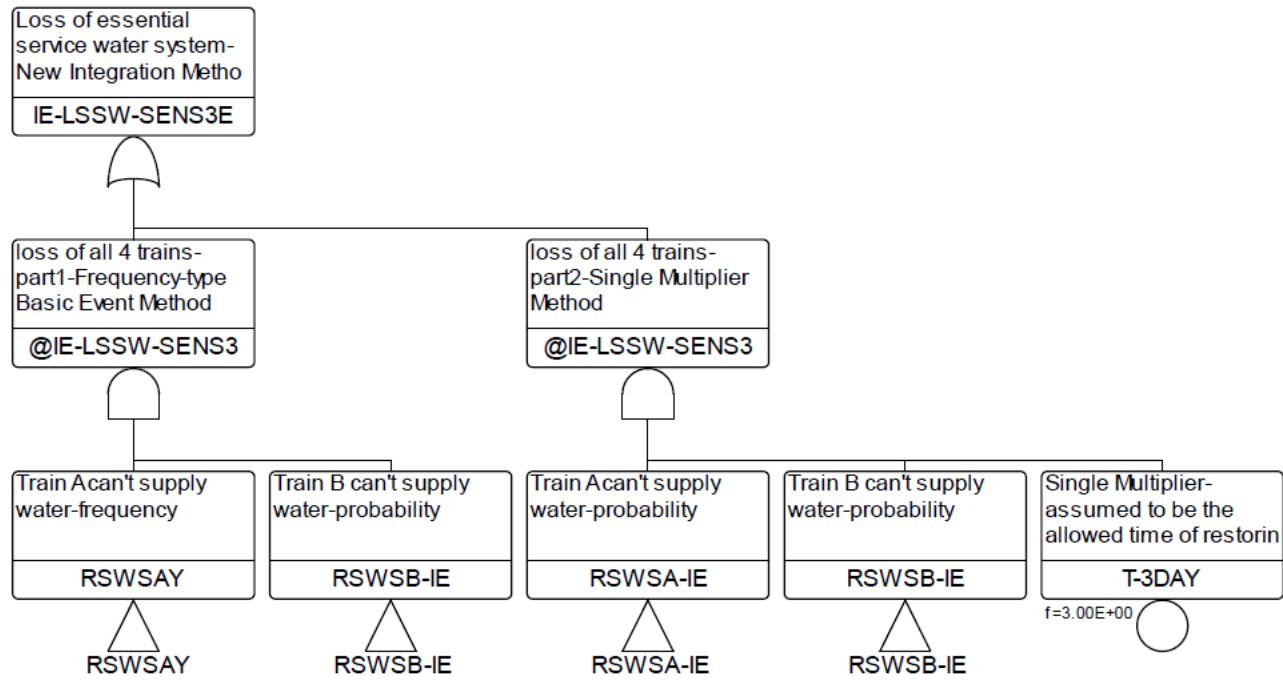 Loss of essential
service water system-
New Integration Metho
IE-LSSW-SENS3E
loss of all 4 trains-
part1-Frequency-type
Basic Event Method
@IE-LSSW-SENS3
loss of all 4 trains-
part2-Single Multiplier
Method
@IE-LSSW-SENS3
Train Acan't supply
water-frequency
RSWSAY
RSWSAY
Train B can't supply
water-probability
RSWSB-IE
RSWSB-IE
Train Acan't supply
water-probability
RSWSA-IE
RSWSA-IE
Train B can't supply
water-probability
RSWSB-IE
RSWSB-IE
Single Multiplier-
assumed to be the
allowed time of restorin
T-3DAY
f=3.00E+00